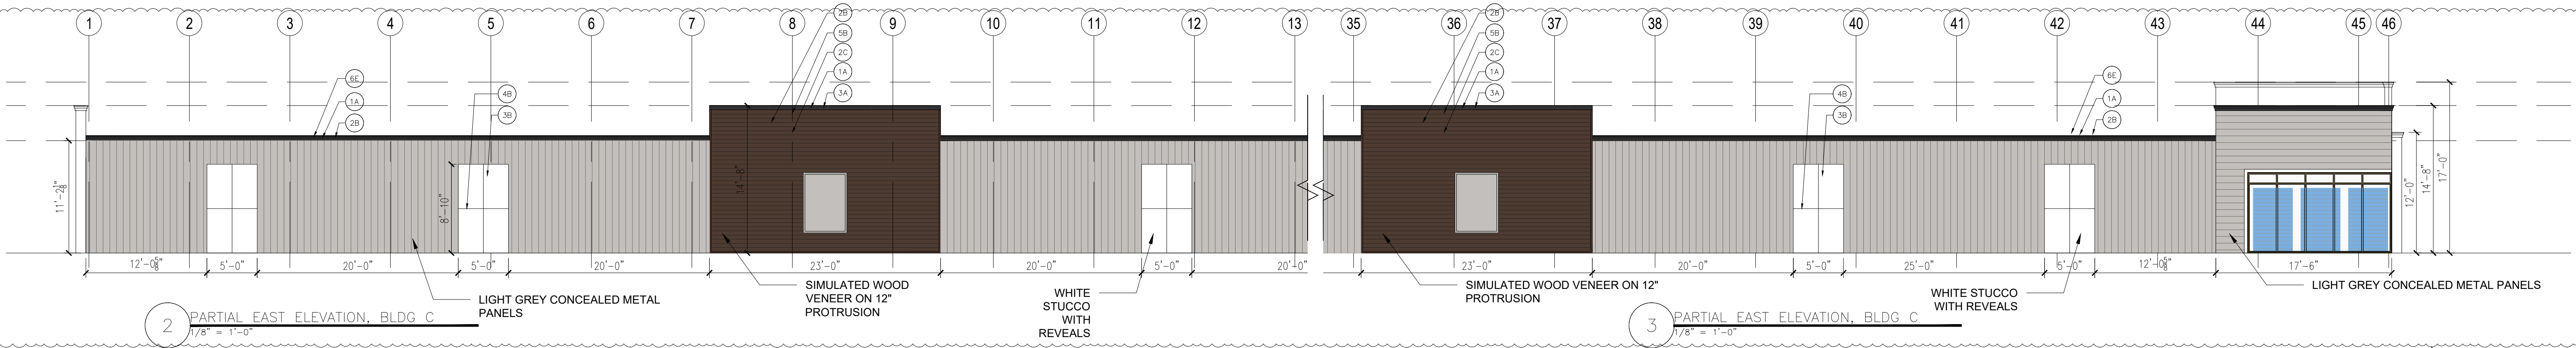 1 2 3 4 5 6 7 8 9 10 11 12 13 35 36 37 38 39 40 41 42 43 44 45 46
2B 2B
5B 5B
2C 2C
6E 1A 1A 6E
4B 3A 3A 4B
1A 1A
3B 3B
2B 2B
11'-2 1/8"
8'-10"
14'-8"
12'-0"
14'-8"
17'-0"
12'-0 5/8" 5'-0" 20'-0" 5'-0" 20'-0" 23'-0" 20'-0" 5'-0" 20'-0" 23'-0" 20'-0" 5'-0" 25'-0" 5'-0" 12'-0 5/8" 17'-6"
LIGHT GREY CONCEALED METAL
PANELS
SIMULATED WOOD
VENEER ON 12"
PROTRUSION
WHITE
STUCCO
WITH
REVEALS
2
PARTIAL EAST ELEVATION, BLDG C
1/8" = 1'-0"
SIMULATED WOOD VENEER ON 12"
PROTRUSION
WHITE STUCCO
WITH REVEALS
LIGHT GREY CONCEALED METAL PANELS
3
PARTIAL EAST ELEVATION, BLDG C
1/8" = 1'-0"